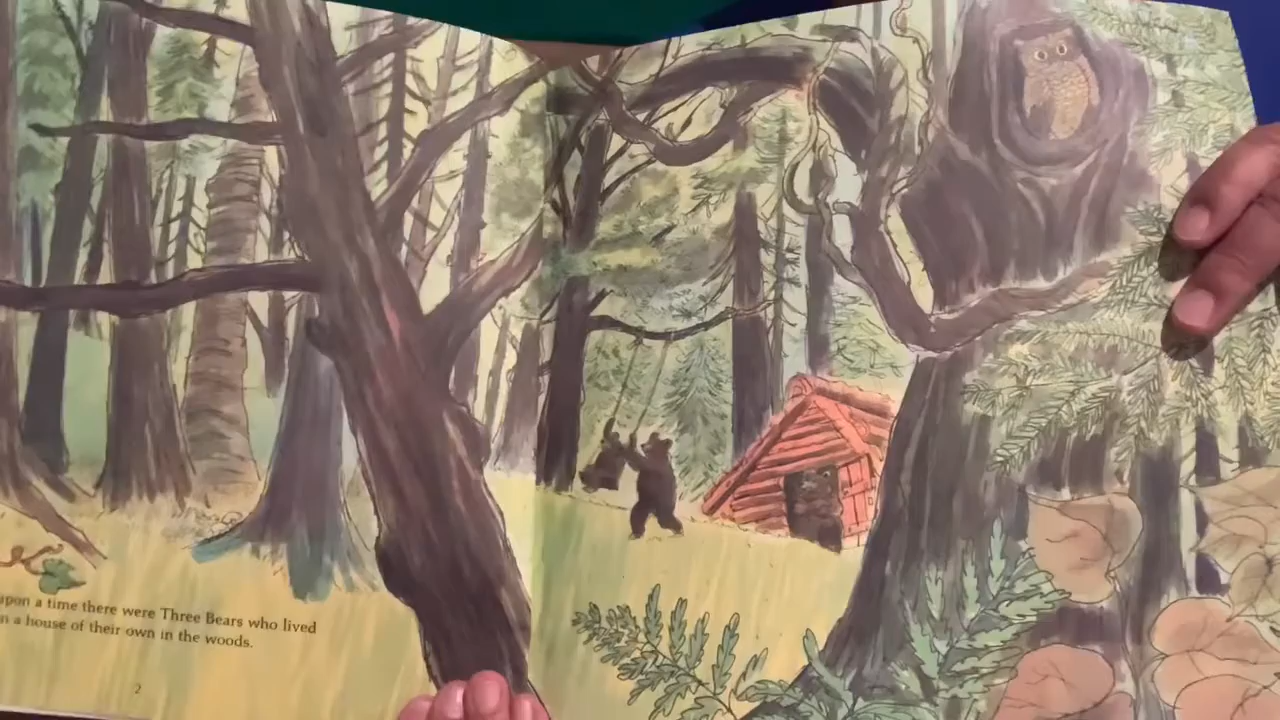 upon a time there were Three Bears who lived
n a house of their own in the woods.
2